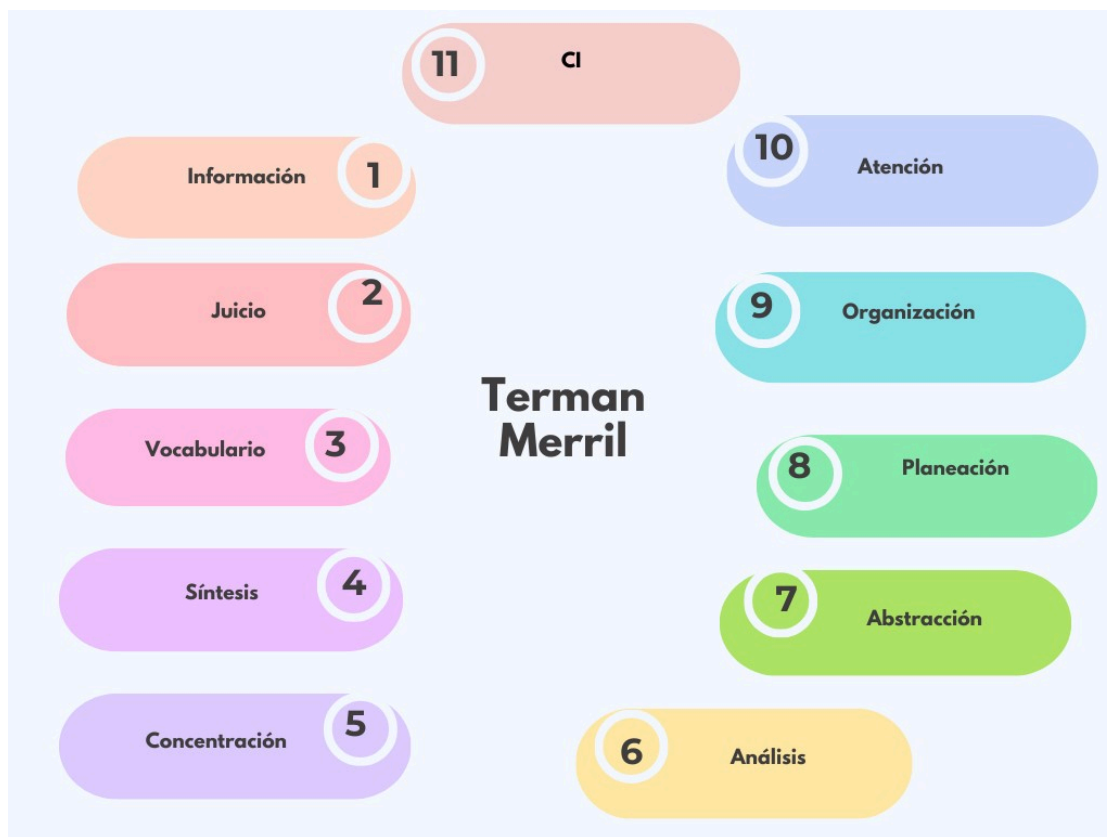 11 CI
Información 1
Juicio 2
Vocabulario 3
Síntesis 4
Concentración 5
Terman
Merril
10 Atención
9 Organización
8 Planeación
7 Abstracción
6 Análisis